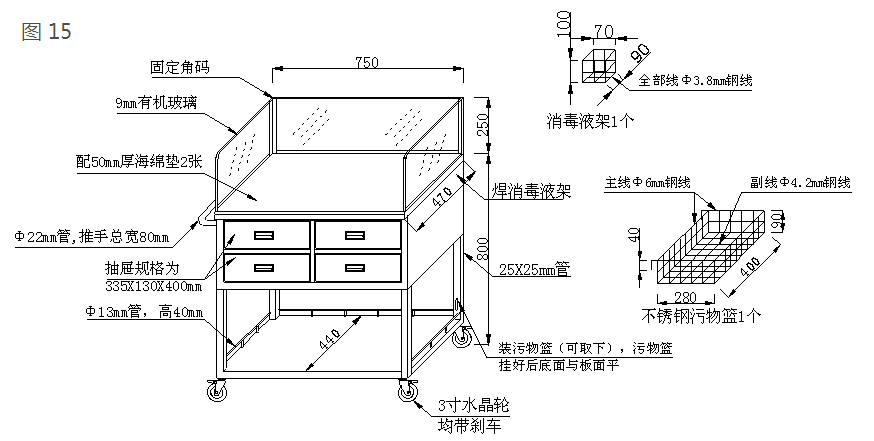 图 15
750
固定角码
9mm有机玻璃
250
配50mm厚海绵垫2张
470
焊消毒液架
Φ22mm管,推手总宽80mm
800
抽屉规格为
335X130X400mm
25X25mm管
Φ13mm管，高40mm
440
装污物篮（可取下），污物篮
挂好后底面与板面平
3寸水晶轮
均带刹车
100
70
90
全部线Φ3.8mm钢线
消毒液架1个
主线Φ6mm钢线
副线Φ4.2mm钢线
90
40
400
280
不锈钢污物篮1个